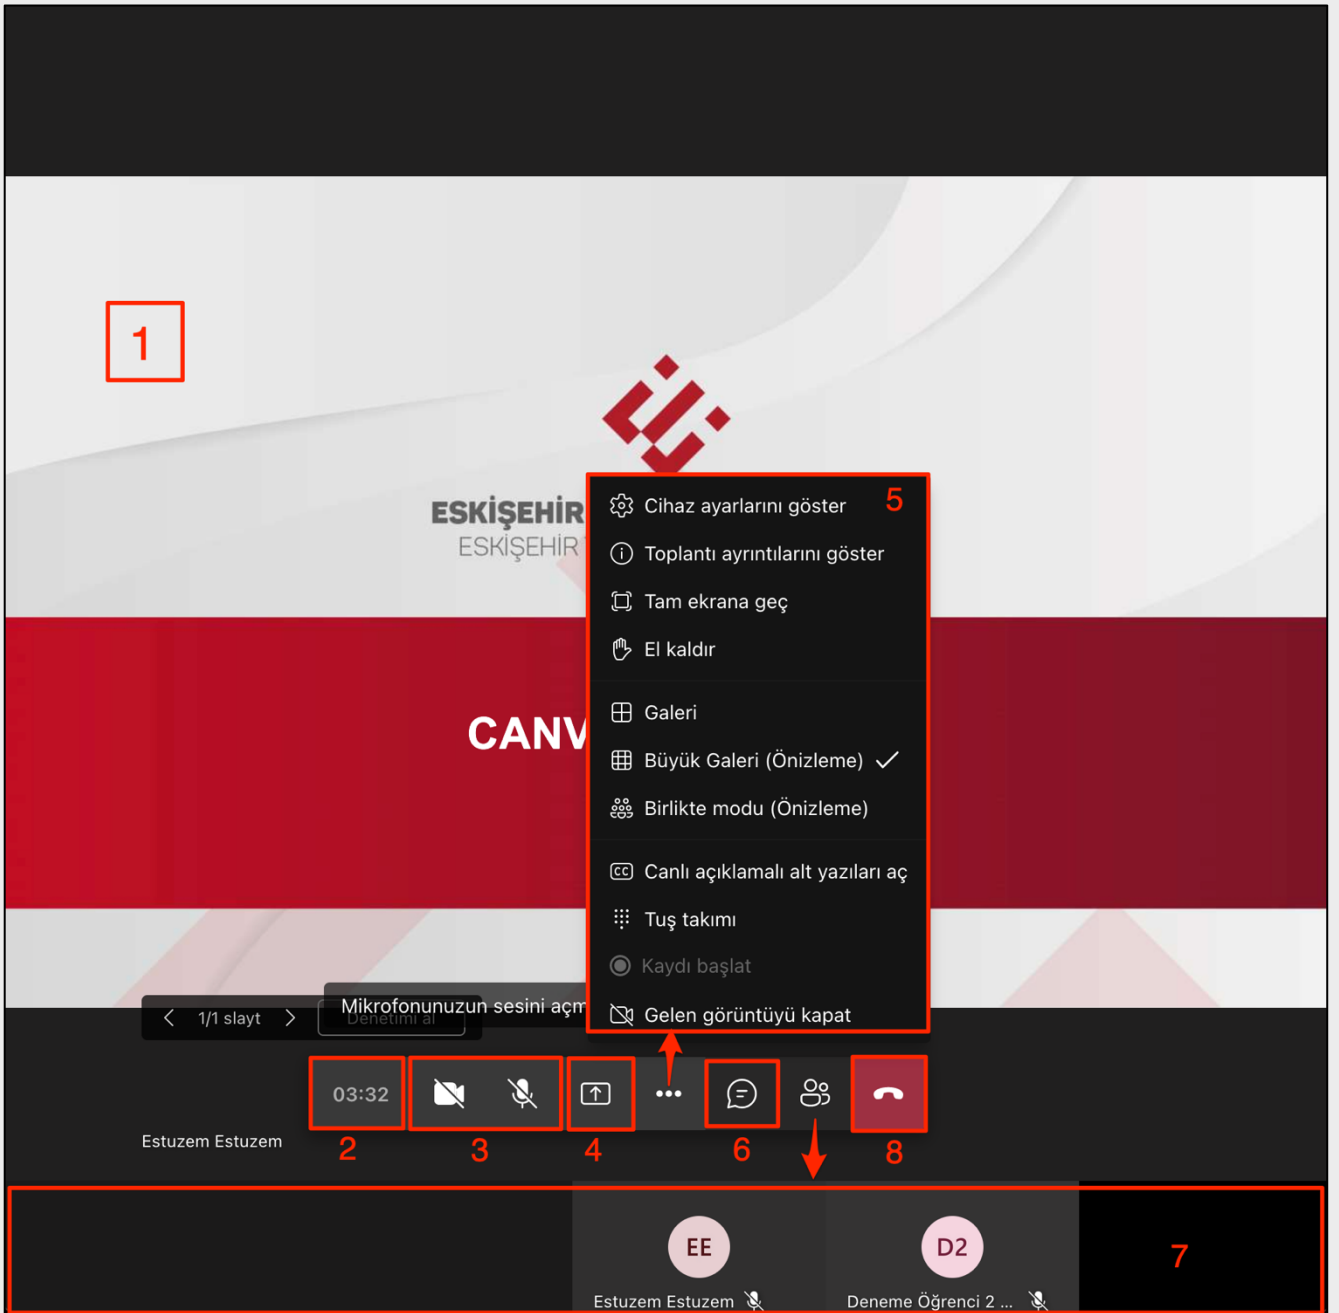 1
ESKİŞEHİR
ESKİŞEHİR
CANV
5
Cihaz ayarlarını göster
Toplantı ayrıntılarını göster
Tam ekrana geç
El kaldır
Galeri
Büyük Galeri (Önizleme)
Birlikte modu (Önizleme)
CC Canlı açıklamalı alt yazıları aç
Tuş takımı
Kaydı başlat
Gelen görüntüyü kapat
1/1 slayt
Denetimi al
Mikrofonunuzun sesini açm
03:32
2
3
4
6
8
Estuzem Estuzem
EE
Estuzem Estuzem
D2
Deneme Öğrenci 2 ...
7